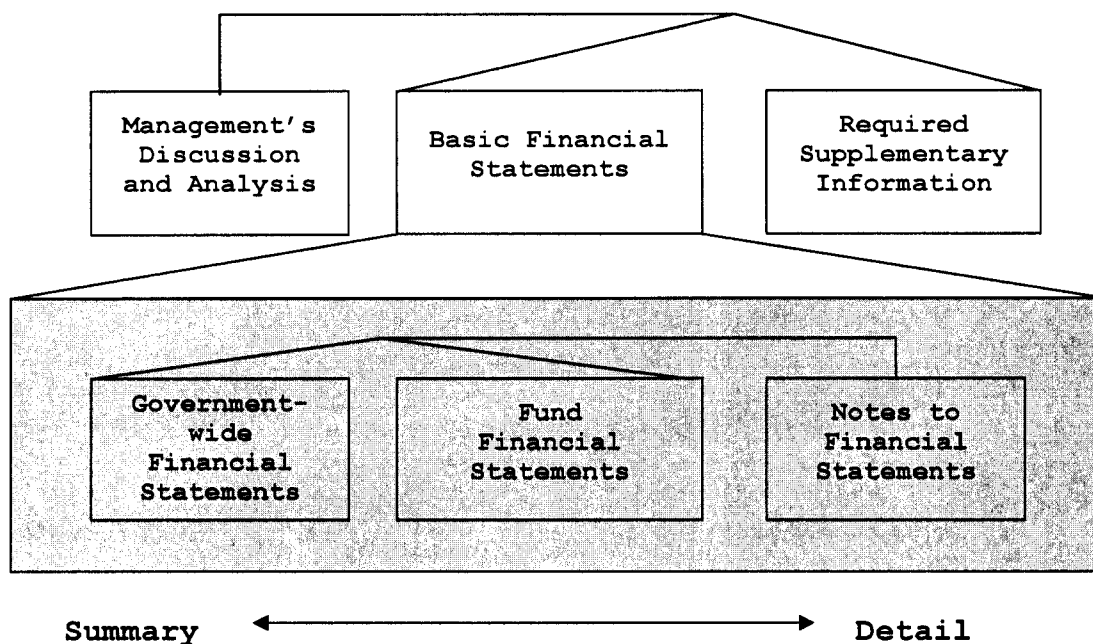 Management's
Discussion
and Analysis
Basic Financial
Statements
Required
Supplementary
Information
Government-
wide
Financial
Statements
Fund
Financial
Statements
Notes to
Financial
Statements
Summary
Detail